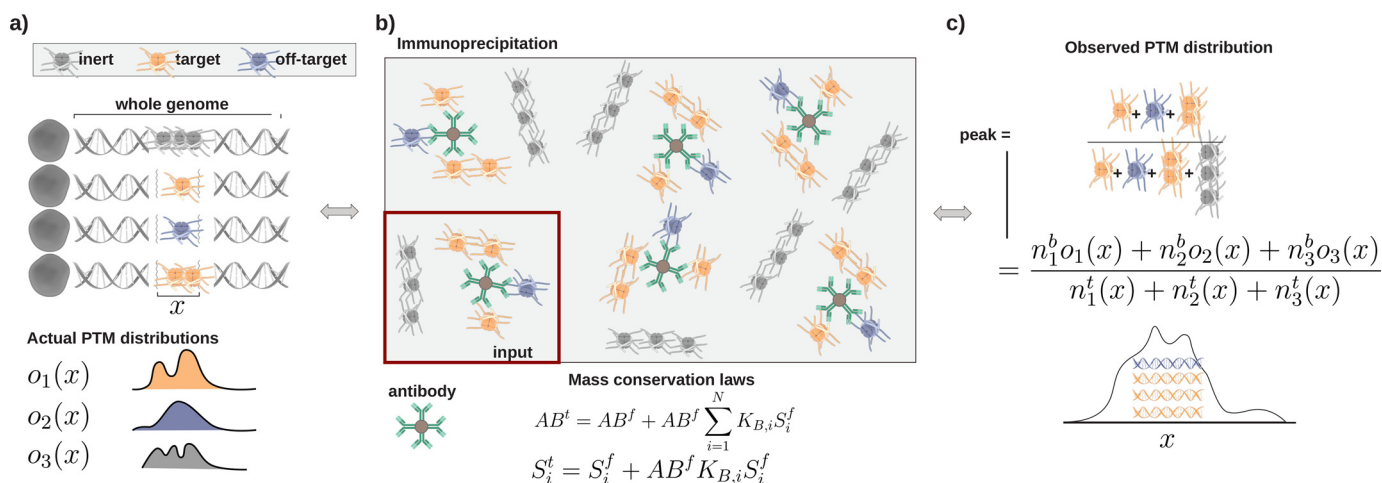 a)
inert target off-target
whole genome
x
Actual PTM distributions
o₁(x)
o₂(x)
o₃(x)
b)
Immunoprecipitation
input
antibody
Mass conservation laws
AB^t = AB^f + AB^f \sum_{i=1}^{N} K_{B,i} S_i^f
S_i^t = S_i^f + AB^f K_{B,i} S_i^f
c)
Observed PTM distribution
+ +
peak =
+ + +
= \frac{n_1^b o_1(x) + n_2^b o_2(x) + n_3^b o_3(x)}{n_1^t(x) + n_2^t(x) + n_3^t(x)}
x